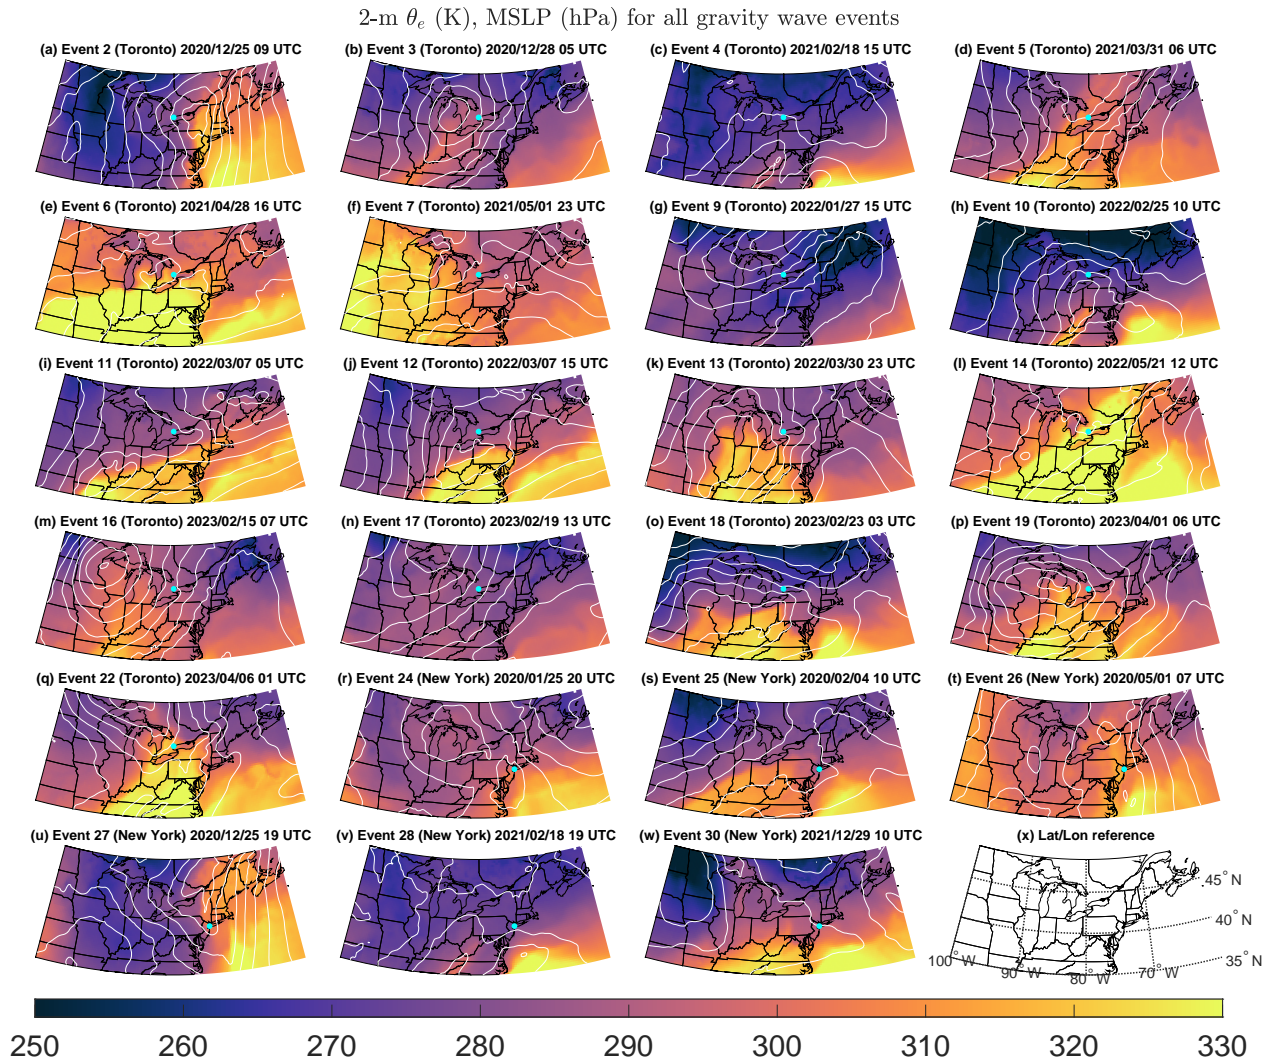 2-m θe (K), MSLP (hPa) for all gravity wave events
(a) Event 2 (Toronto) 2020/12/25 09 UTC
(b) Event 3 (Toronto) 2020/12/28 05 UTC
(c) Event 4 (Toronto) 2021/02/18 15 UTC
(d) Event 5 (Toronto) 2021/03/31 06 UTC
(e) Event 6 (Toronto) 2021/04/28 16 UTC
(f) Event 7 (Toronto) 2021/05/01 23 UTC
(g) Event 9 (Toronto) 2022/01/27 15 UTC
(h) Event 10 (Toronto) 2022/02/25 10 UTC
(i) Event 11 (Toronto) 2022/03/07 05 UTC
(j) Event 12 (Toronto) 2022/03/07 15 UTC
(k) Event 13 (Toronto) 2022/03/30 23 UTC
(l) Event 14 (Toronto) 2022/05/21 12 UTC
(m) Event 16 (Toronto) 2023/02/15 07 UTC
(n) Event 17 (Toronto) 2023/02/19 13 UTC
(o) Event 18 (Toronto) 2023/02/23 03 UTC
(p) Event 19 (Toronto) 2023/04/01 06 UTC
(q) Event 22 (Toronto) 2023/04/06 01 UTC
(r) Event 24 (New York) 2020/01/25 20 UTC
(s) Event 25 (New York) 2020/02/04 10 UTC
(t) Event 26 (New York) 2020/05/01 07 UTC
(u) Event 27 (New York) 2020/12/25 19 UTC
(v) Event 28 (New York) 2021/02/18 19 UTC
(w) Event 30 (New York) 2021/12/29 10 UTC
(x) Lat/Lon reference
45° N
40° N
35° N
100° W
90° W
80° W
70° W
250 260 270 280 290 300 310 320 330